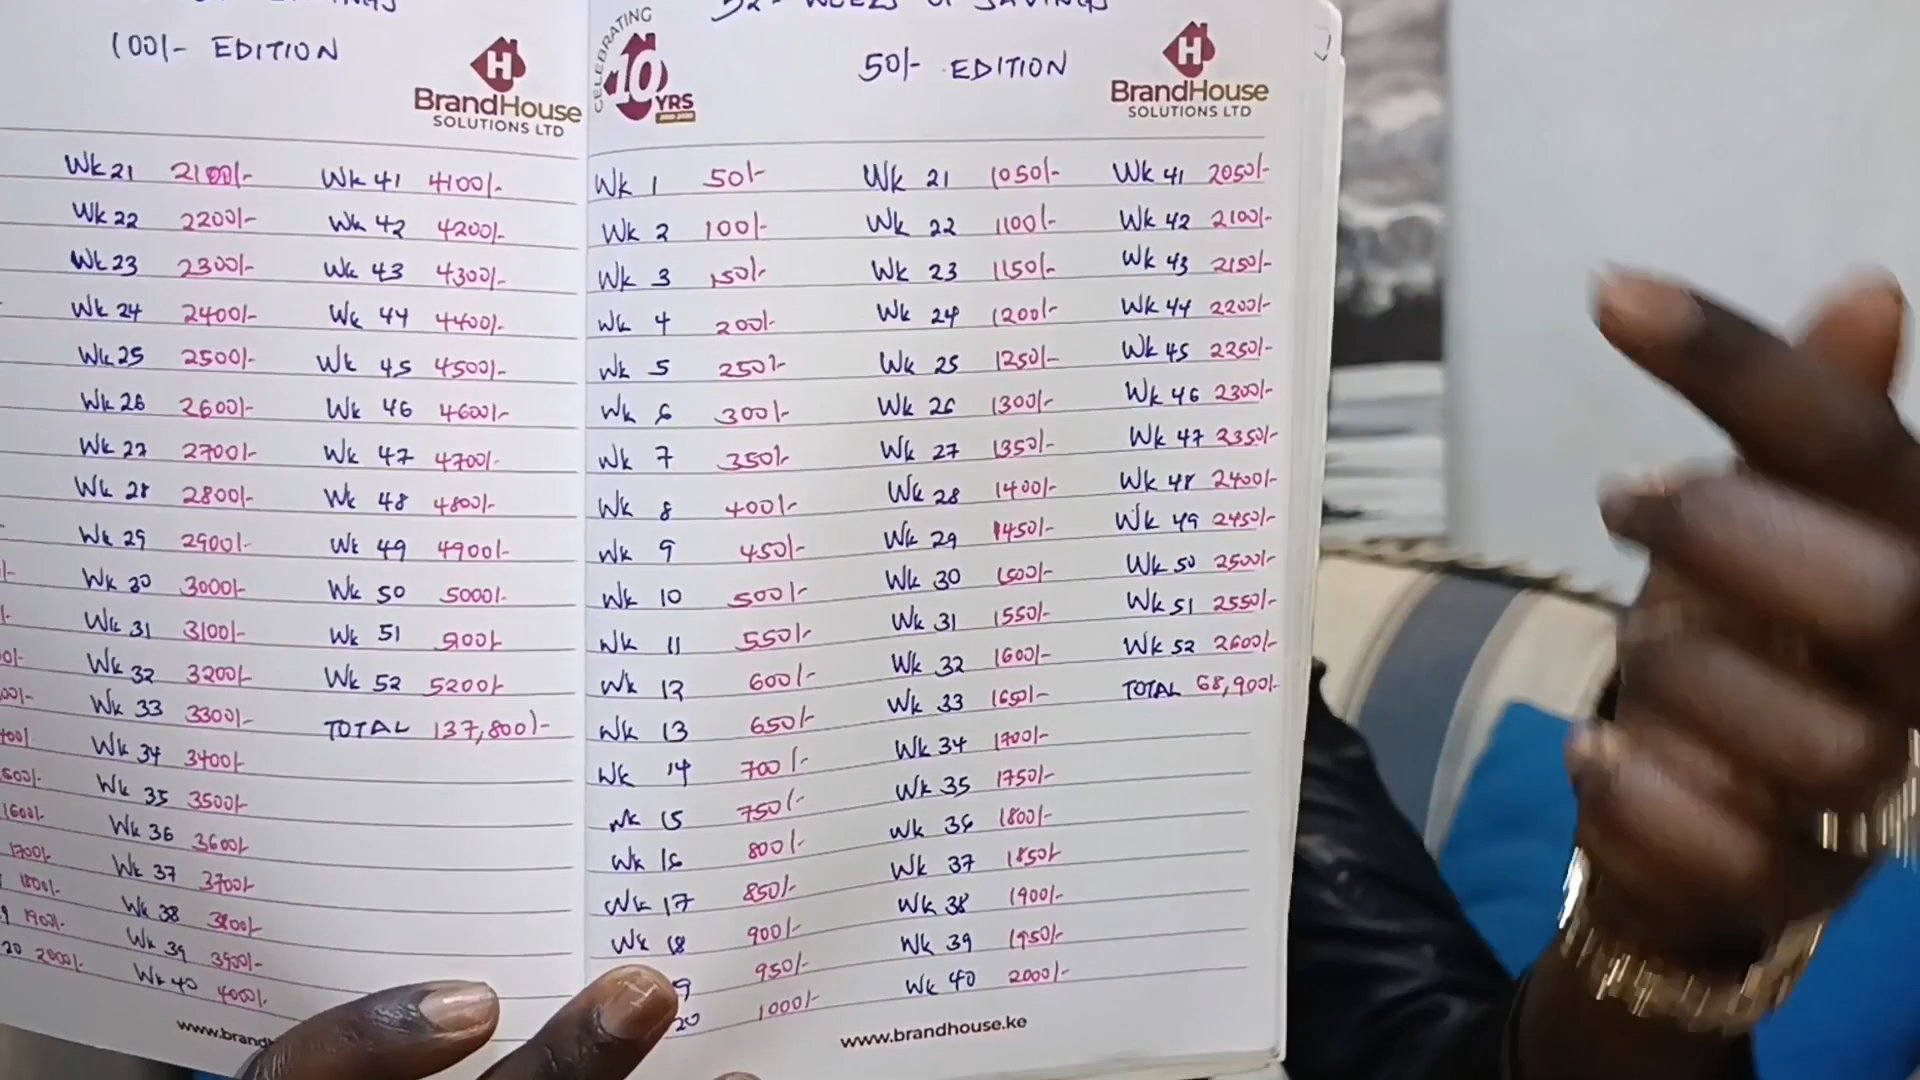 100/- EDITION
BrandHouse
SOLUTIONS LTD
Wk 21 2100/- Wk 41 4100/-
Wk 22 2200/- Wk 42 4200/-
Wk 23 2300/- Wk 43 4300/-
Wk 24 2400/- Wk 44 4400/-
Wk 25 2500/- Wk 45 4500/-
Wk 26 2600/- Wk 46 4600/-
Wk 27 2700/- Wk 47 4700/-
Wk 28 2800/- Wk 48 4800/-
Wk 29 2900/- Wk 49 4900/-
Wk 30 3000/- Wk 50 5000/-
Wk 31 3100/- Wk 51
Wk 32 3200/- Wk 52 5200/-
Wk 33 3300/- TOTAL 137,800/-
Wk 34 3400/-
Wk 35 3500/-
1600/- Wk 36 3600/-
1700/- Wk 37 3700/-
1800/- Wk 38 3800/-
1900/- Wk 39 3900/-
20 2000/- Wk 40 4000/-
CELEBRATING
10 YRS
52 - WEEKS OF SAVINGS
50/- EDITION
H
BrandHouse
SOLUTIONS LTD
Wk 1 50/- Wk 21 1050/- Wk 41 2050/-
Wk 2 100/- Wk 22 1100/- Wk 42 2100/-
Wk 3 150/- Wk 23 1150/- Wk 43 2150/-
Wk 4 200/- Wk 24 1200/- Wk 44 2200/-
Wk 5 250/- Wk 25 1250/- Wk 45 2250/-
Wk 6 300/- Wk 26 1300/- Wk 46 2300/-
Wk 7 350/- Wk 27 1350/- Wk 47 2350/-
Wk 8 400/- Wk 28 1400/- Wk 48 2400/-
Wk 9 450/- Wk 29 1450/- Wk 49 2450/-
Wk 10 500/- Wk 30 1500/- Wk 50 2500/-
Wk 11 550/- Wk 31 1550/- Wk 51 2550/-
Wk 12 600/- Wk 32 1600/- Wk 52 2600/-
Wk 13 650/- Wk 33 1650/- TOTAL 68,900/-
Wk 14 700/- Wk 34 1700/-
Wk 15 750/- Wk 35 1750/-
Wk 16 800/- Wk 36 1800/-
Wk 17 850/- Wk 37 1850/-
Wk 18 900/- Wk 38 1900/-
9 950/- Wk 39 1950/-
20 1000/- Wk 40 2000/-
www.brandhouse.ke